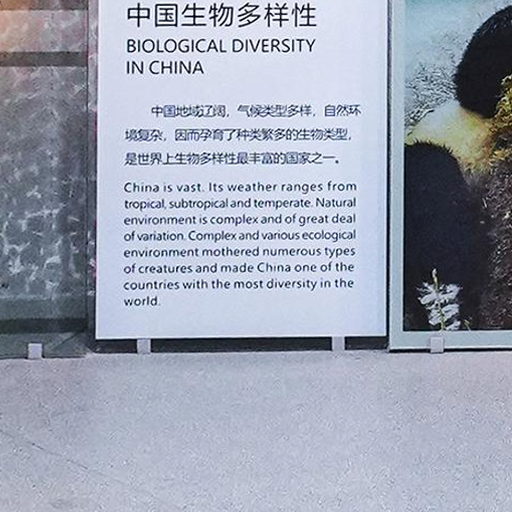 中国生物多样性
BIOLOGICAL DIVERSITY
IN CHINA
中国地域辽阔，气候类型多样，自然环
境复杂，因而孕育了种类繁多的生物类型，
是世界上生物多样性最丰富的国家之一。
China is vast. Its weather ranges from
tropical, subtropical and temperate. Natural
environment is complex and of great deal
of variation. Complex and various ecological
environment mothered numerous types
of creatures and made China one of the
countries with the most diversity in the
world.